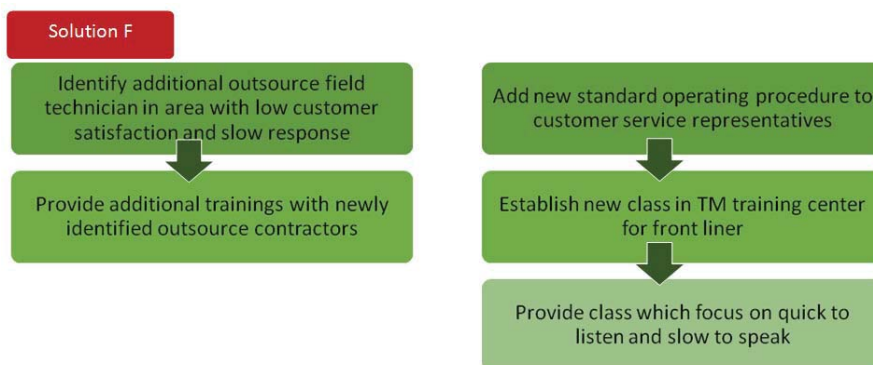 Solution F
Identify additional outsource field
technician in area with low customer
satisfaction and slow response
Provide additional trainings with newly
identified outsource contractors
Add new standard operating procedure to
customer service representatives
Establish new class in TM training center
for front liner
Provide class which focus on quick to
listen and slow to speak